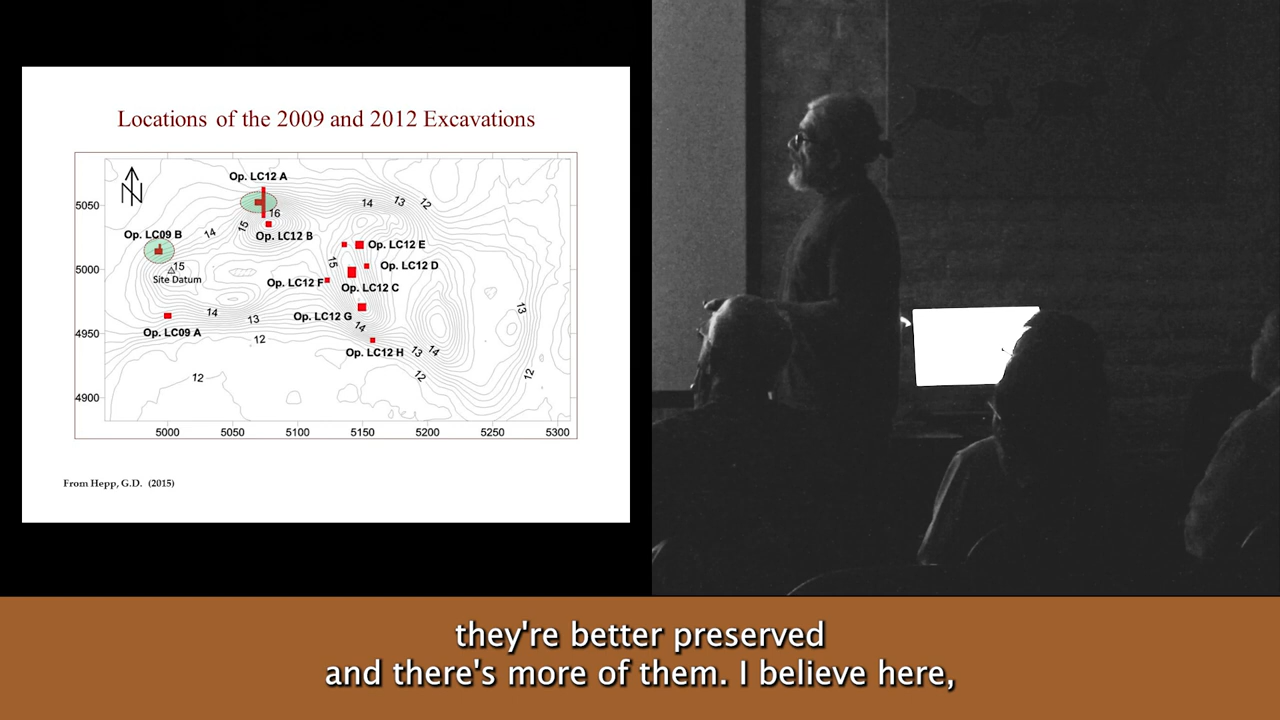 Locations of the 2009 and 2012 Excavations
N
Op. LC12 A
14
13
12
5050
16
15
Op. LC12 B
14
Op. LC09 B
Op. LC12 E
15
Op. LC12 D
5000
15
Site Datum
Op. LC12 F
Op. LC12 C
13
14
13
Op. LC12 G
14
4950
Op. LC09 A
12
Op. LC12 H
13
14
12
12
12
4900
5000
5050
5100
5150
5200
5250
5300
From Hepp, G.D. (2015)
they're better preserved
and there's more of them. I believe here,